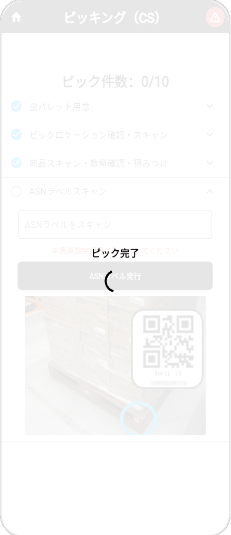 ピッキング（CS）
ピック件数：0/10
空パレット用意
ピックロケーション確認・スキャン
商品スキャン・数量確認・積みつけ
ASNラベルスキャン
ASNラベルをスキャン
ピック完了
ASNラベル発行